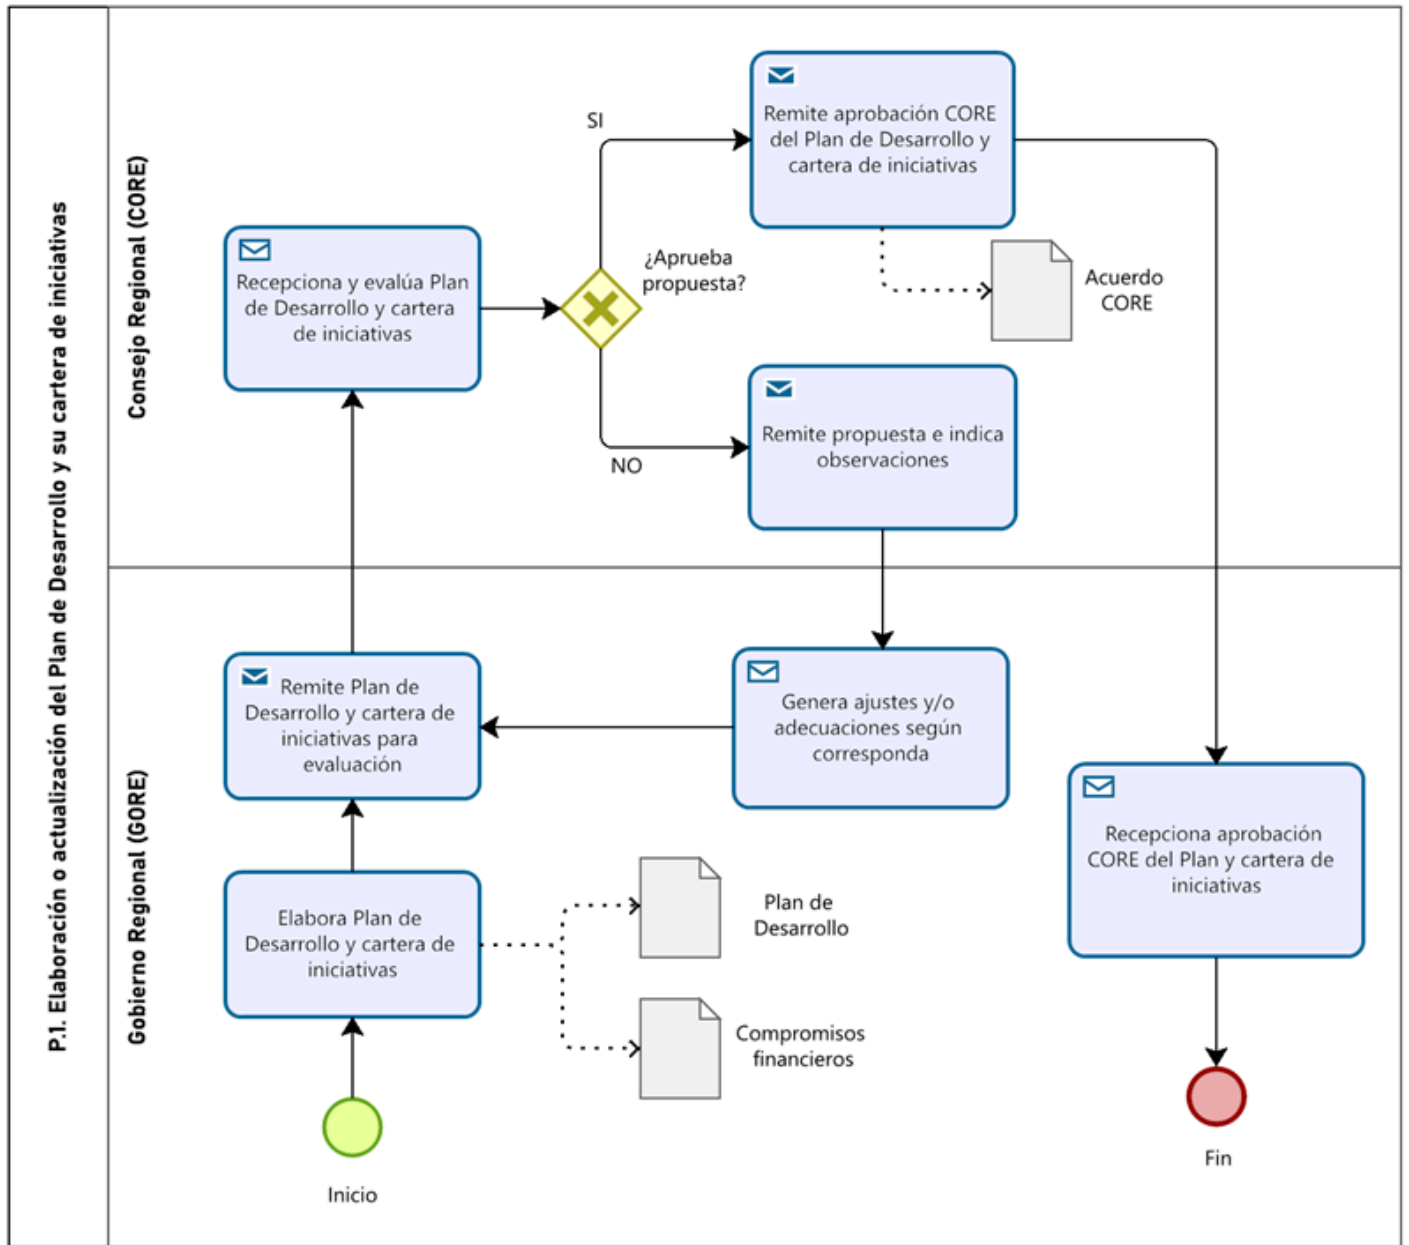 P.1. Elaboración o actualización del Plan de Desarrollo y su cartera de iniciativas
Consejo Regional (CORE)
Recepciona y evalúa Plan
de Desarrollo y cartera
de iniciativas
¿Aprueba
propuesta?
SI
Remite aprobación CORE
del Plan de Desarrollo y
cartera de iniciativas
Acuerdo
CORE
NO
Remite propuesta e indica
observaciones
Gobierno Regional (GORE)
Remite Plan de
Desarrollo y cartera de
iniciativas para
evaluación
Genera ajustes y/o
adecuaciones según
corresponda
Recepciona aprobación
CORE del Plan y cartera de
iniciativas
Elabora Plan de
Desarrollo y cartera de
iniciativas
Plan de
Desarrollo
Compromisos
financieros
Inicio
Fin